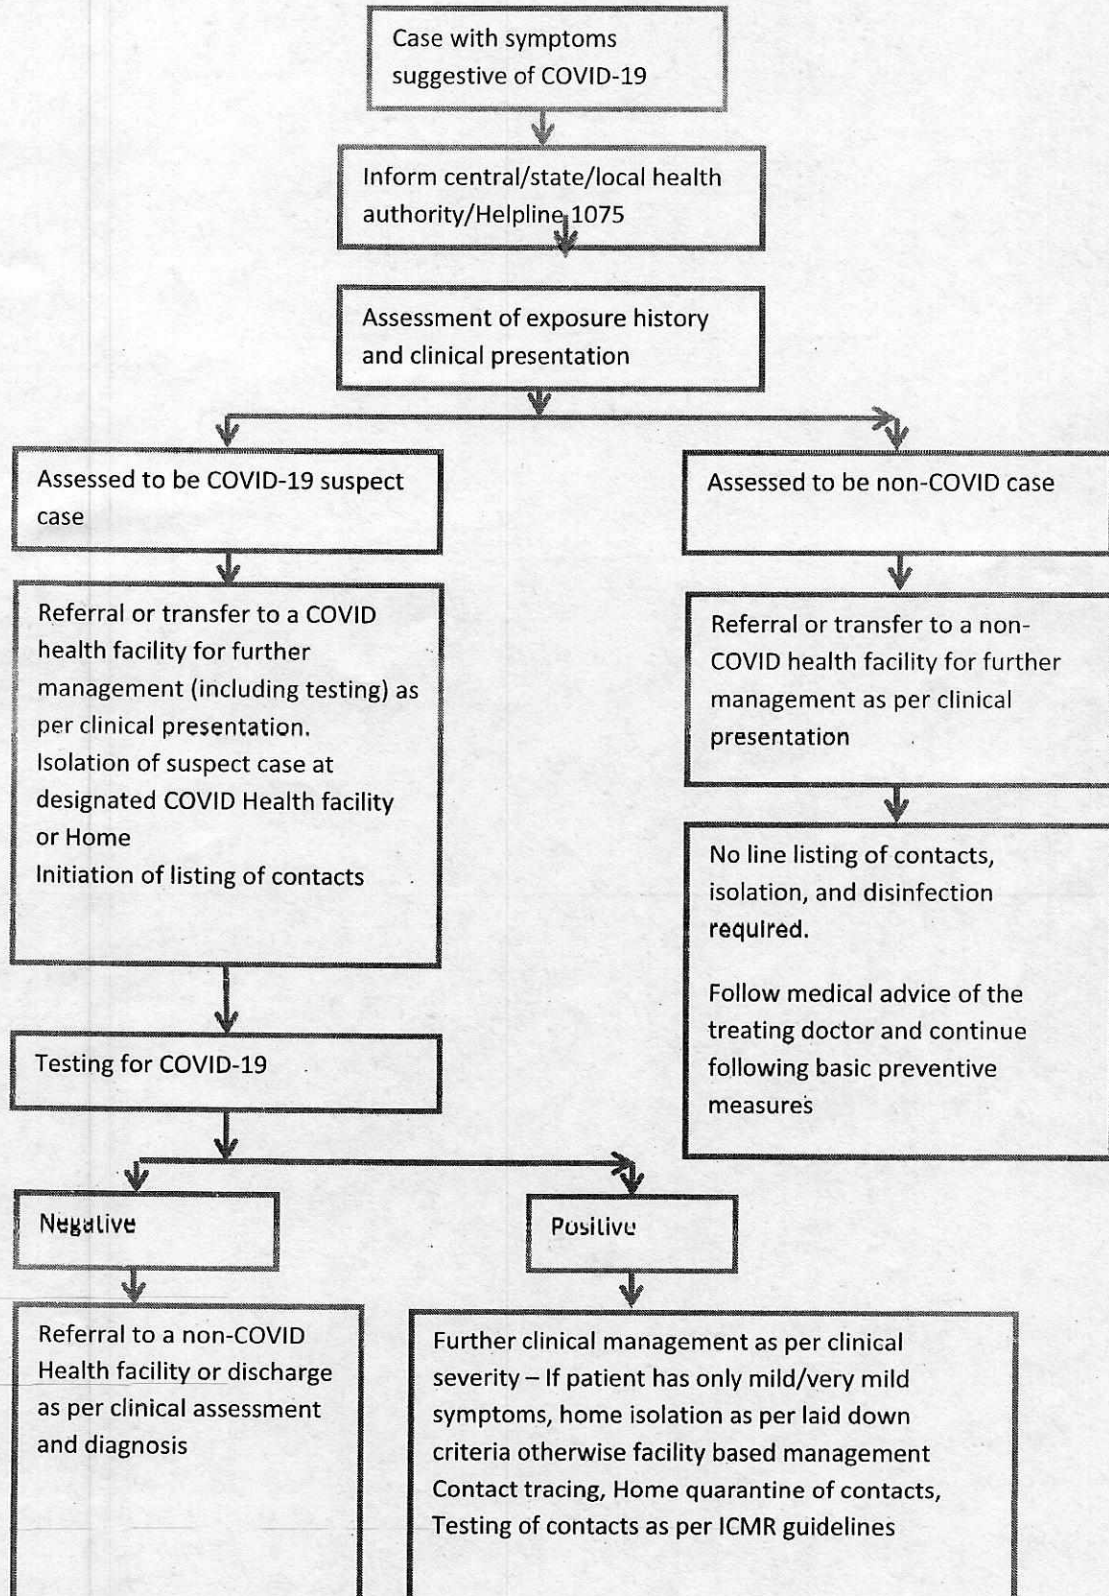 Case with symptoms
suggestive of COVID-19
Inform central/state/local health
authority/Helpline 1075
Assessment of exposure history
and clinical presentation
Assessed to be COVID-19 suspect
case
Assessed to be non-COVID case
Referral or transfer to a COVID
health facility for further
management (including testing) as
per clinical presentation.
Isolation of suspect case at
designated COVID Health facility
or Home
Initiation of listing of contacts
Referral or transfer to a non-
COVID health facility for further
management as per clinical
presentation
No line listing of contacts,
isolation, and disinfection
required.
Follow medical advice of the
treating doctor and continue
following basic preventive
measures
Testing for COVID-19
Negative
Positive
Referral to a non-COVID
Health facility or discharge
as per clinical assessment
and diagnosis
Further clinical management as per clinical
severity – If patient has only mild/very mild
symptoms, home isolation as per laid down
criteria otherwise facility based management
Contact tracing, Home quarantine of contacts,
Testing of contacts as per ICMR guidelines